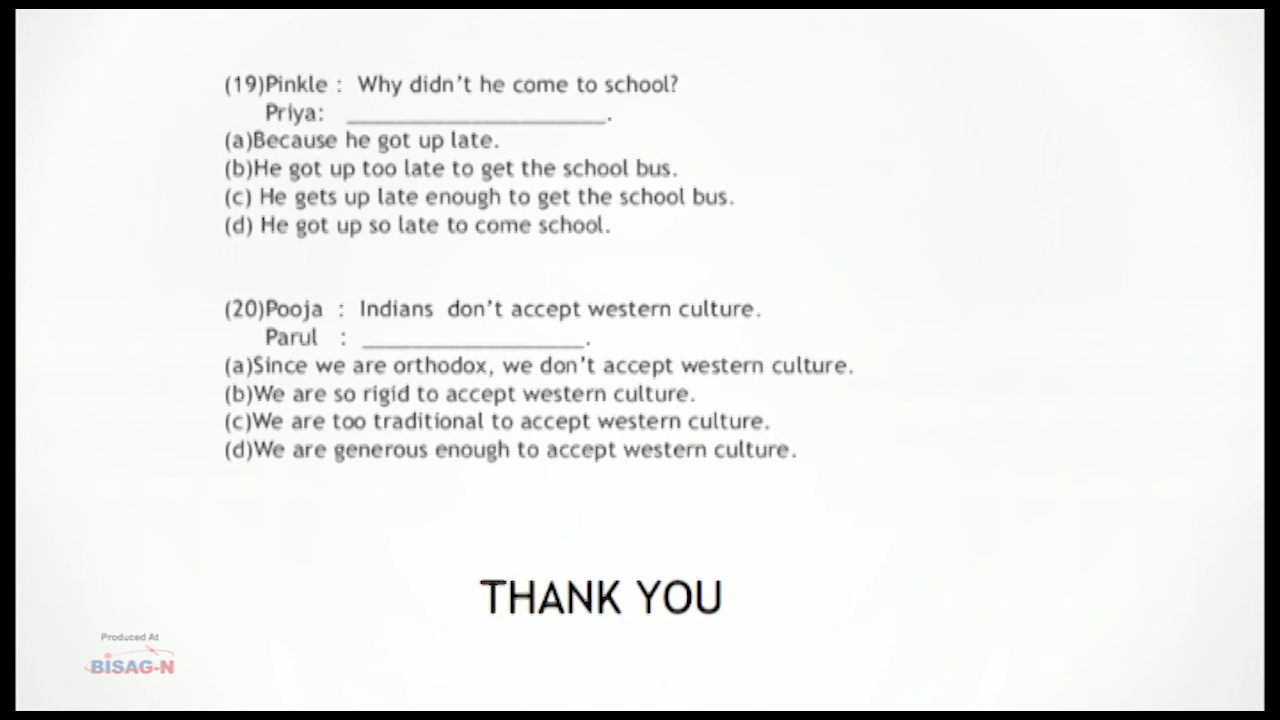 (19)Pinkle : Why didn't he come to school?
Priya: ______________________.
(a)Because he got up late.
(b)He got up too late to get the school bus.
(c) He gets up late enough to get the school bus.
(d) He got up so late to come school.
(20)Pooja : Indians don't accept western culture.
Parul : ___________________.
(a)Since we are orthodox, we don't accept western culture.
(b)We are so rigid to accept western culture.
(c)We are too traditional to accept western culture.
(d)We are generous enough to accept western culture.
THANK YOU
Produced At
BISAG-N